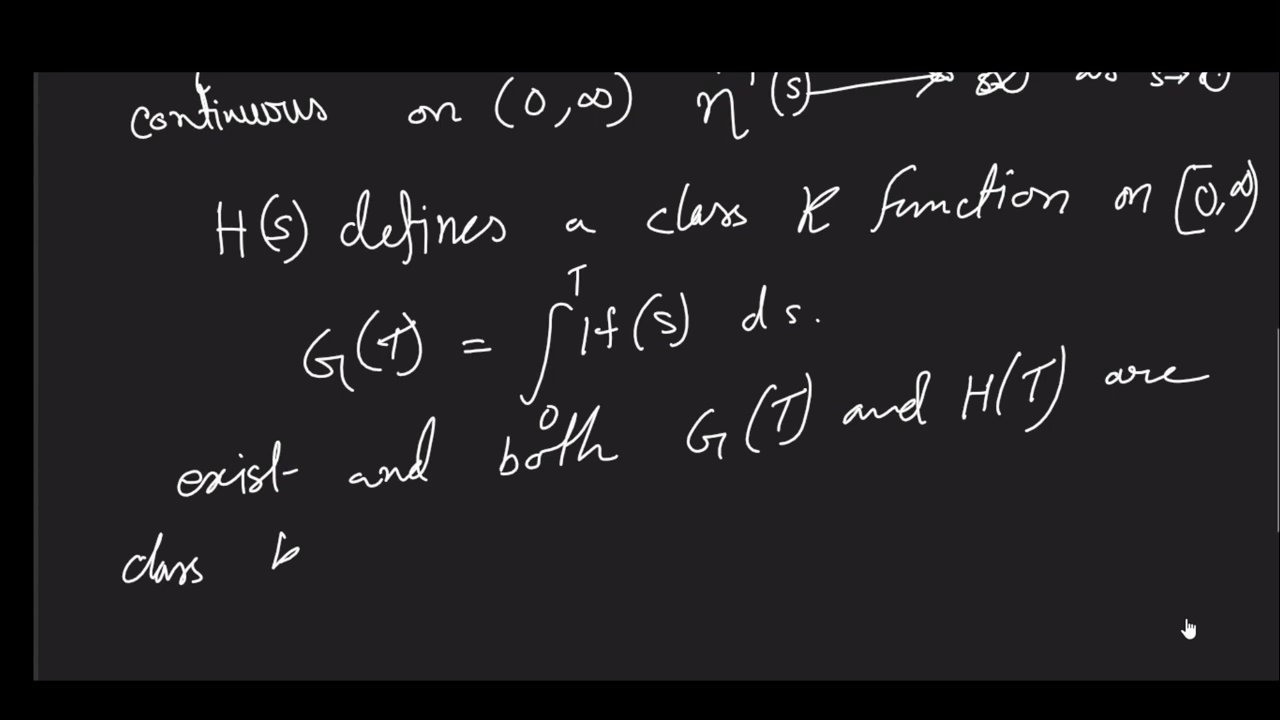 continuous on (0,∞) η'(s) → ∞ as s→0
H(s) defines a class K function on [0,∞)
G(T) = ∫₀ᵀ H(s) ds.
exist and both G(T) and H(T) are
class k